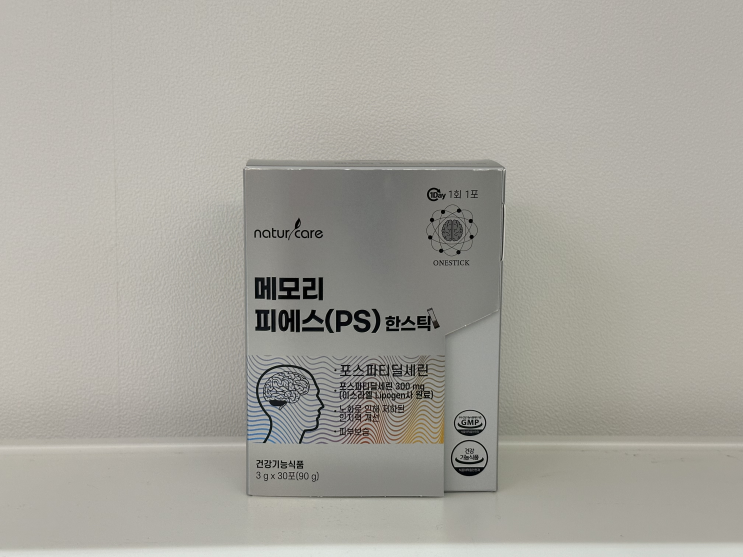 1Day 1회 1포
naturicare
ONESTICK
메모리
피에스(PS) 한스틱
· 포스파티딜세린
· 포스파티딜세린 300 mg
(이스라엘 Lipogen사 원료)
· 노화로 인해 저하된
인지력 개선
· 피부보습
GMP
건강
기능식품
건강기능식품
3 g x 30포(90 g)